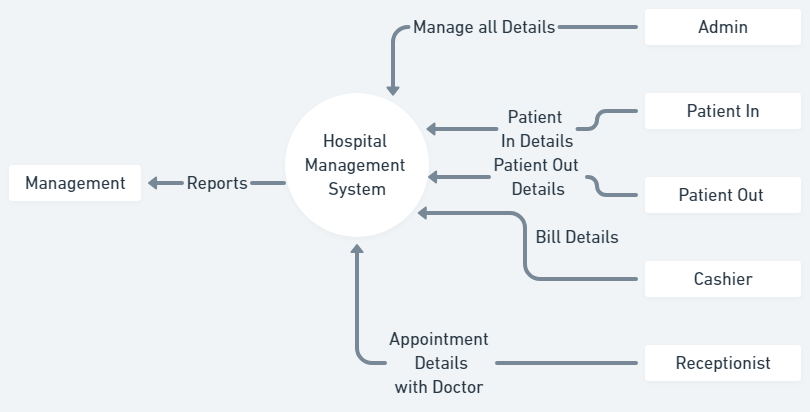 Manage all Details
Admin
Patient
In Details
Patient In
Hospital
Management
System
Patient Out
Details
Patient Out
Management
Reports
Bill Details
Cashier
Appointment
Details
with Doctor
Receptionist